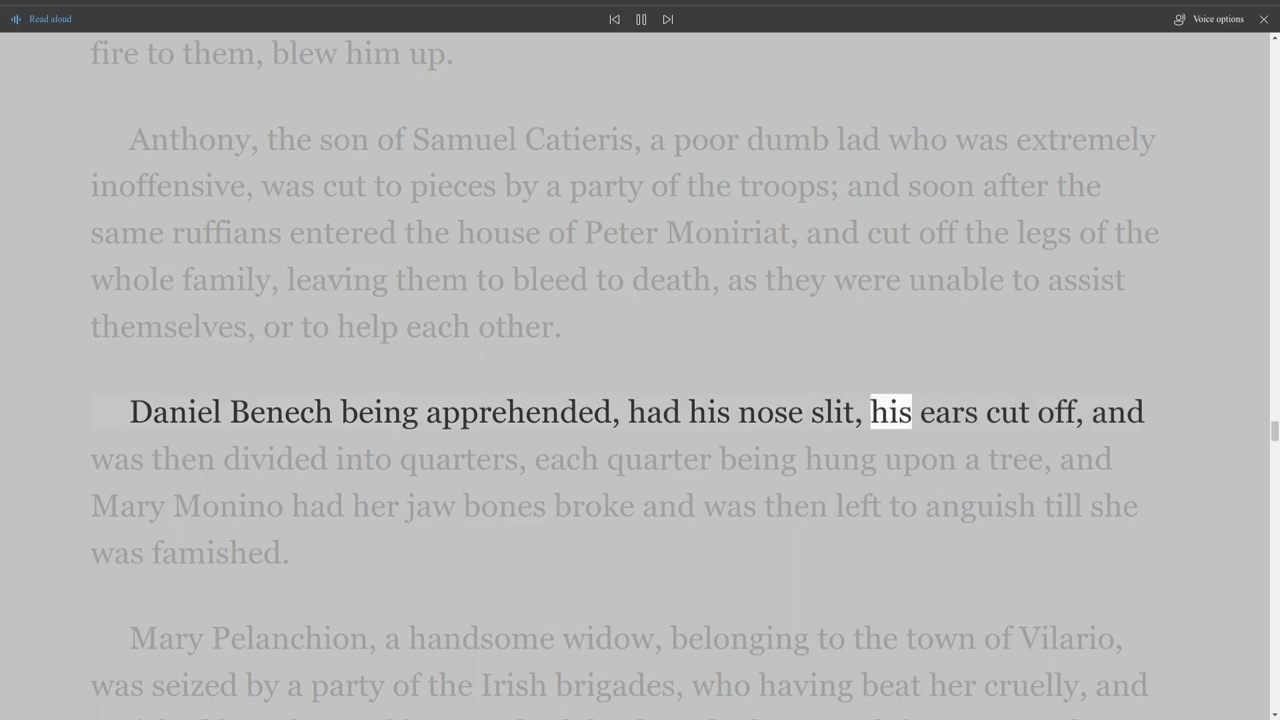 Read aloud
Voice options
fire to them, blew him up.
Anthony, the son of Samuel Catieris, a poor dumb lad who was extremely
inoffensive, was cut to pieces by a party of the troops; and soon after the
same ruffians entered the house of Peter Moniriat, and cut off the legs of the
whole family, leaving them to bleed to death, as they were unable to assist
themselves, or to help each other.
Daniel Benech being apprehended, had his nose slit, his ears cut off, and
was then divided into quarters, each quarter being hung upon a tree, and
Mary Monino had her jaw bones broke and was then left to anguish till she
was famished.
Mary Pelanchion, a handsome widow, belonging to the town of Vilario,
was seized by a party of the Irish brigades, who having beat her cruelly, and